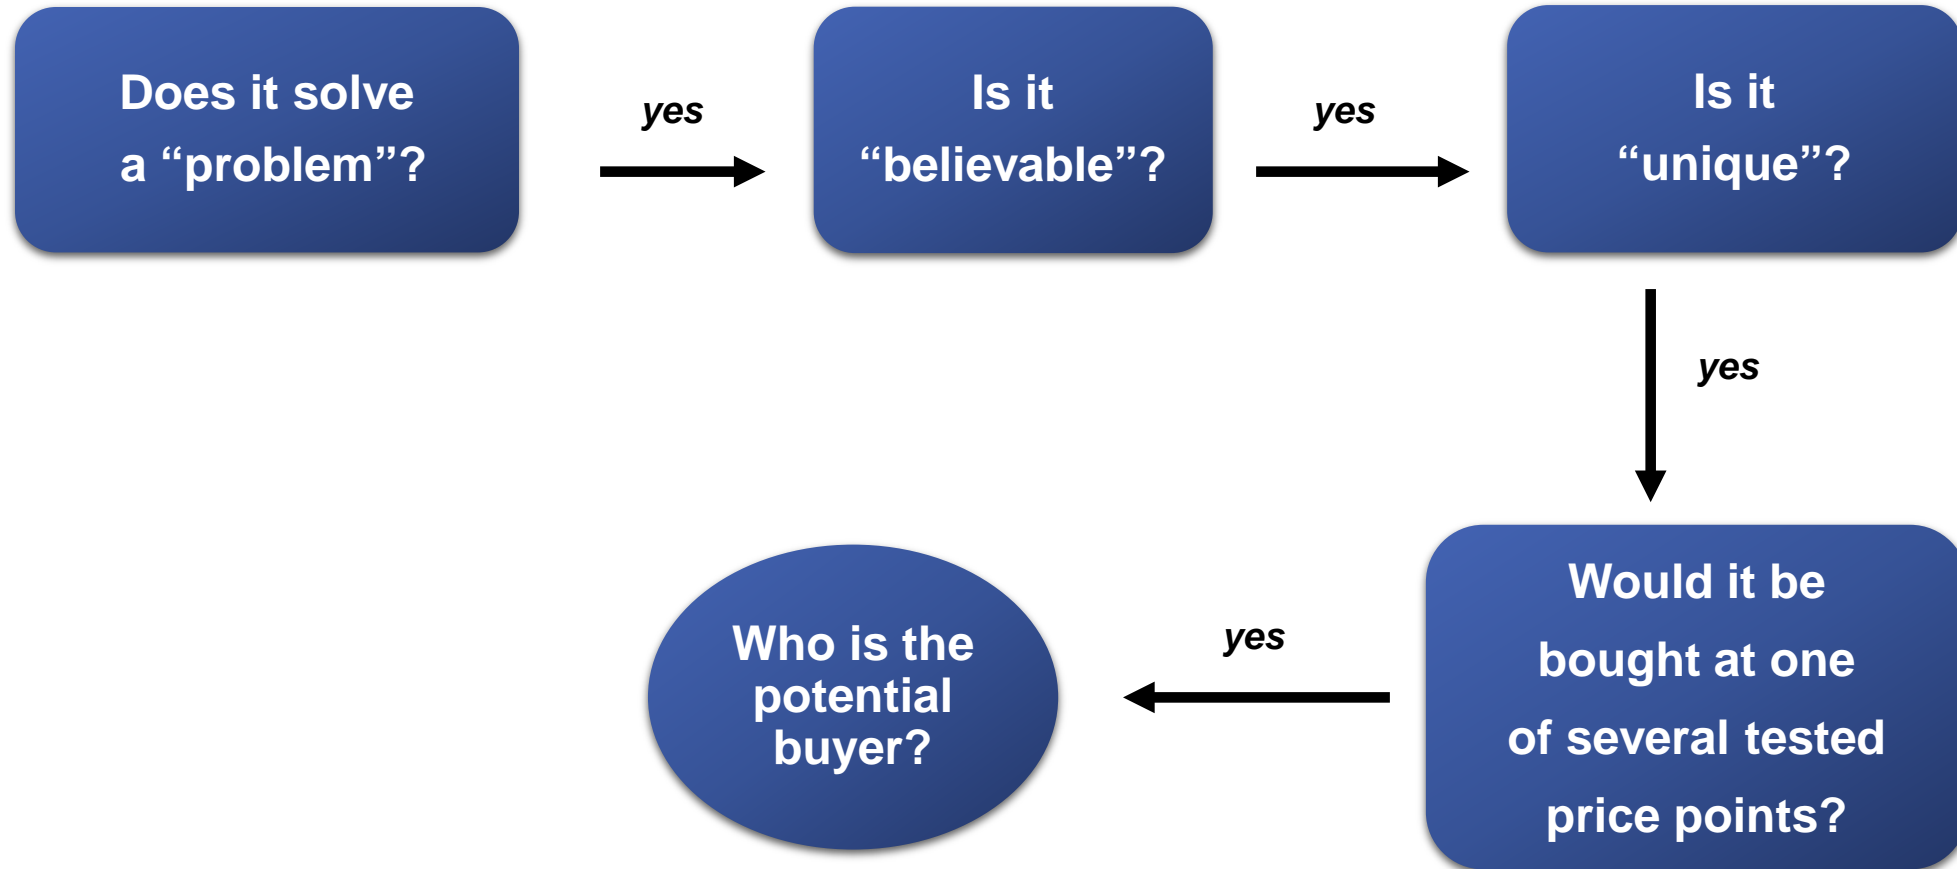 Does it solve
a “problem”?
yes
Is it
“believable”?
yes
Is it
“unique”?
yes
Would it be
bought at one
of several tested
price points?
yes
Who is the
potential
buyer?